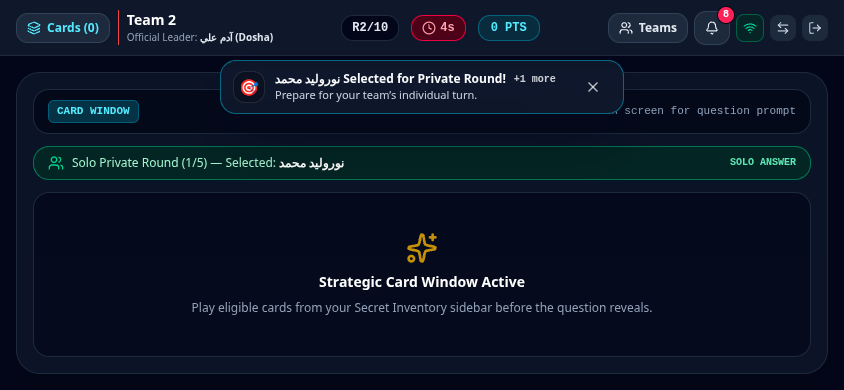 Cards (0)
Team 2
Official Leader: آدم علي (Dosha)
R2/10
4s
0 PTS
Teams
8
نوروليد محمد Selected for Private Round! +1 more
Prepare for your team's individual turn.
CARD WINDOW
screen for question prompt
Solo Private Round (1/5) — Selected: نوروليد محمد
SOLO ANSWER
Strategic Card Window Active
Play eligible cards from your Secret Inventory sidebar before the question reveals.